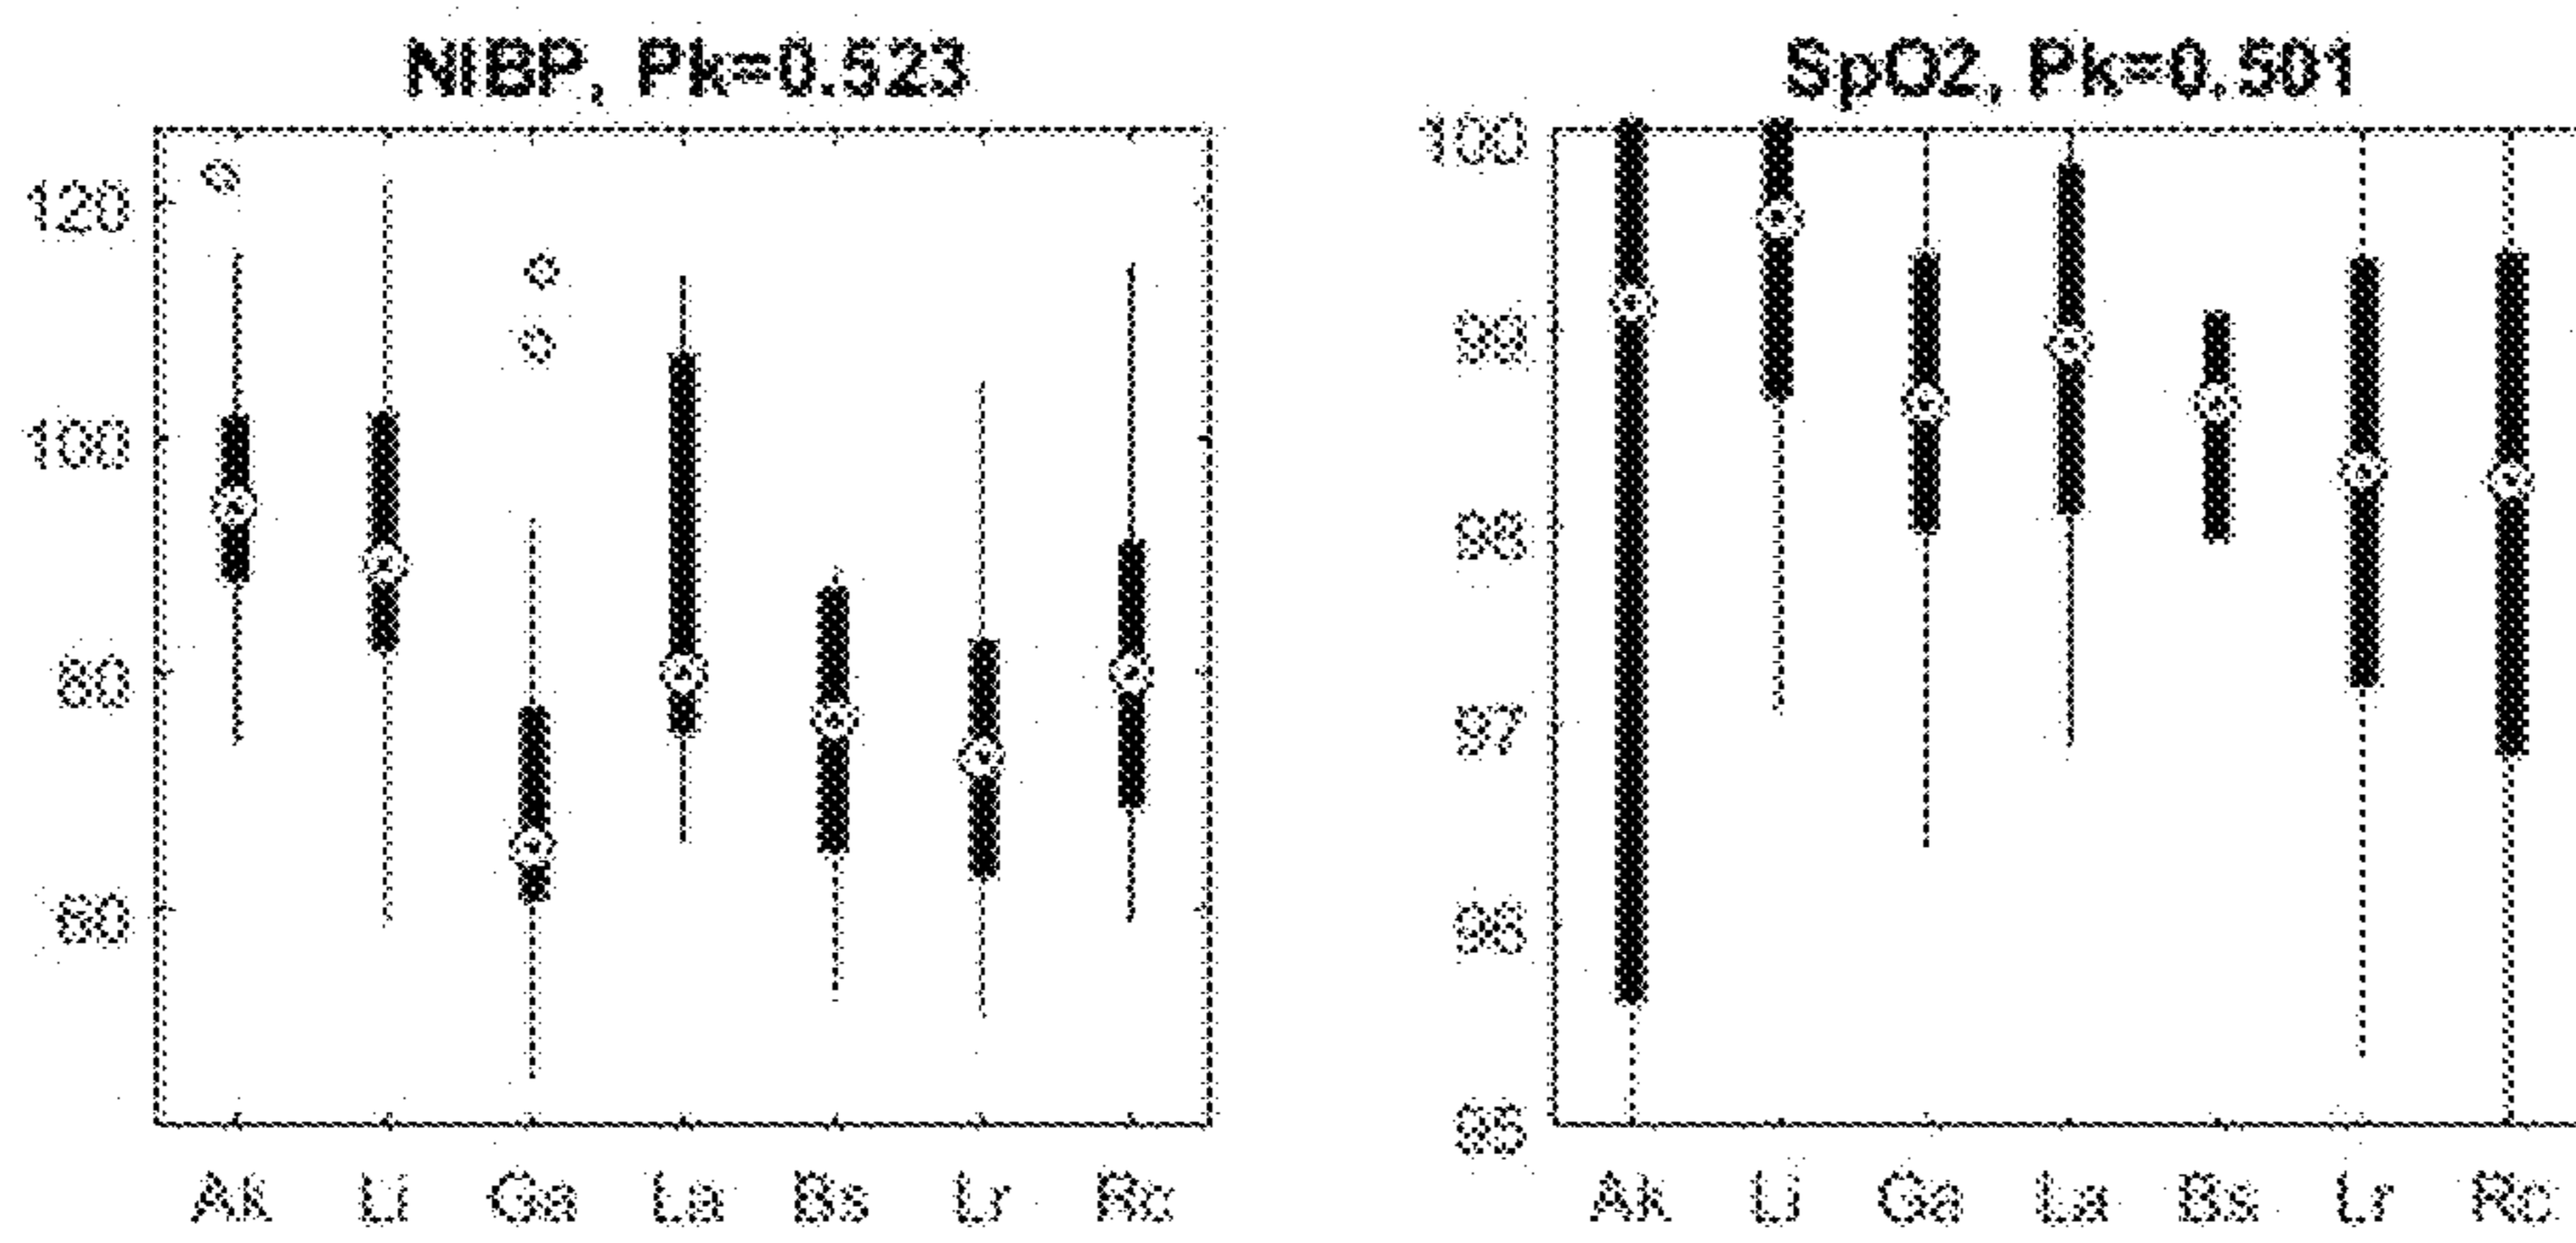 NIBP, Pk=0.523
120
100
80
60
Ak Li Ga La Bs Lr Rc
SpO2, Pk=0.501
100
99
98
97
96
95
Ak Li Ga La Bs Lr Rc